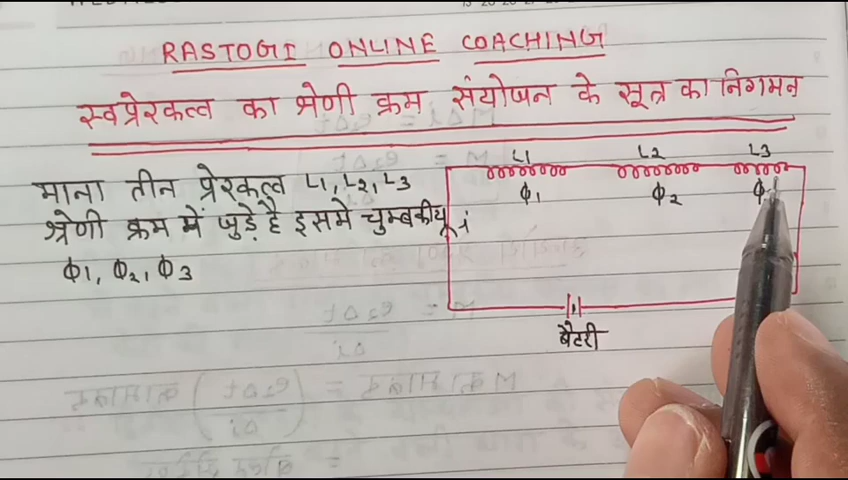 RASTOGI ONLINE COACHING
स्वप्रेरकत्व का श्रेणी क्रम संयोजन के सूत्र का निगमन
माना तीन प्रेरकत्व L1, L2, L3
श्रेणी क्रम में जुड़े है इसमे चुम्बकीय
Φ1, Φ2, Φ3
L1 L2 L3
Φ1 Φ2 Φ
i
बैटरी